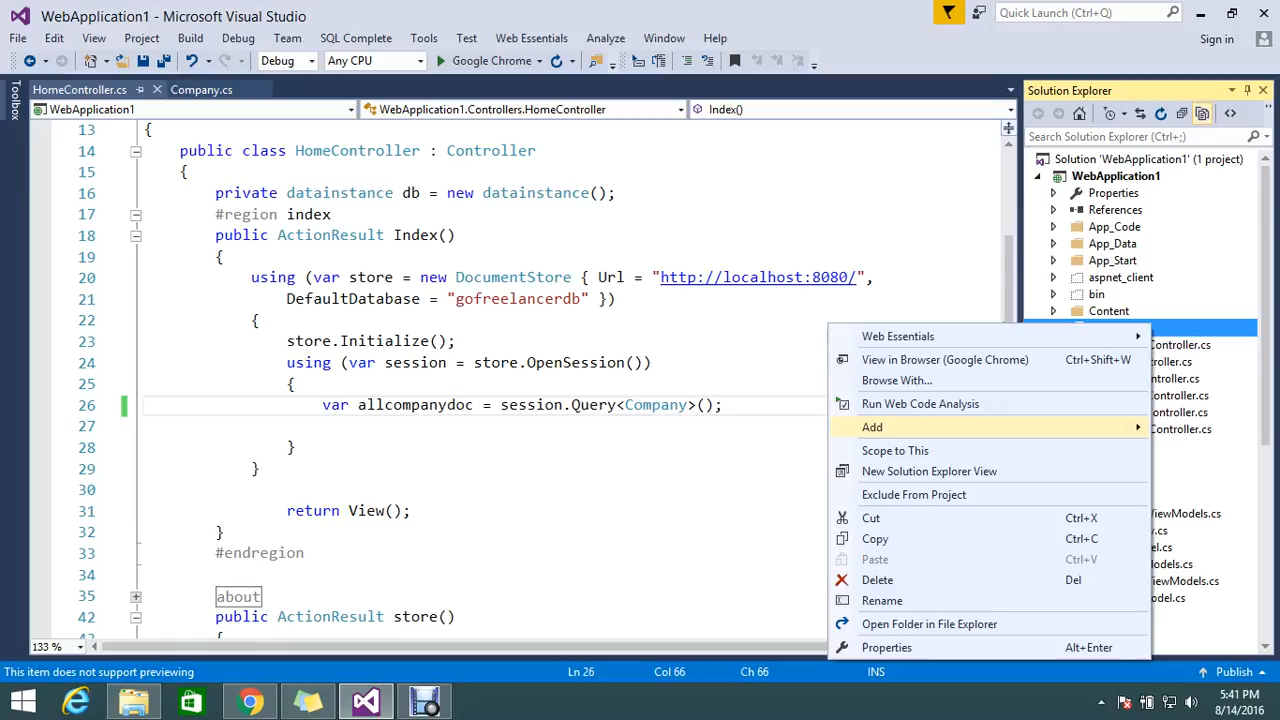 WebApplication1 - Microsoft Visual Studio
Quick Launch (Ctrl+Q)
File Edit View Project Build Debug Team SQL Complete Tools Test Web Essentials Analyze Window Help
Sign in
Debug Any CPU Google Chrome
Toolbox
HomeController.cs Company.cs
WebApplication1 WebApplication1.Controllers.HomeController Index()
13 {
14 public class HomeController : Controller
15 {
16 private datainstance db = new datainstance();
17 #region index
18 public ActionResult Index()
19 {
20 using (var store = new DocumentStore { Url = "http://localhost:8080/",
21 DefaultDatabase = "gofreelancerdb" })
22 {
23 store.Initialize();
24 using (var session = store.OpenSession())
25 {
26 var allcompanydoc = session.Query<Company>();
27
28 }
29 }
30
31 return View();
32 }
33 #endregion
34
35 about
42 public ActionResult store()
43 {
133 %
Solution Explorer
Search Solution Explorer (Ctrl+;)
Solution 'WebApplication1' (1 project)
WebApplication1
Properties
References
App_Code
App_Data
App_Start
aspnet_client
bin
Content
Controller.cs
troller.cs
Controller.cs
ontroller.cs
Controller.cs
ontroller.cs
iewModels.cs
y.cs
el.cs
iewModels.cs
del.cs
Web Essentials
View in Browser (Google Chrome) Ctrl+Shift+W
Browse With...
Run Web Code Analysis
Add
Scope to This
New Solution Explorer View
Exclude From Project
Cut Ctrl+X
Copy Ctrl+C
Paste Ctrl+V
Delete Del
Rename
Open Folder in File Explorer
Properties Alt+Enter
This item does not support previewing Ln 26 Col 66 Ch 66 INS Publish
5:41 PM
8/14/2016